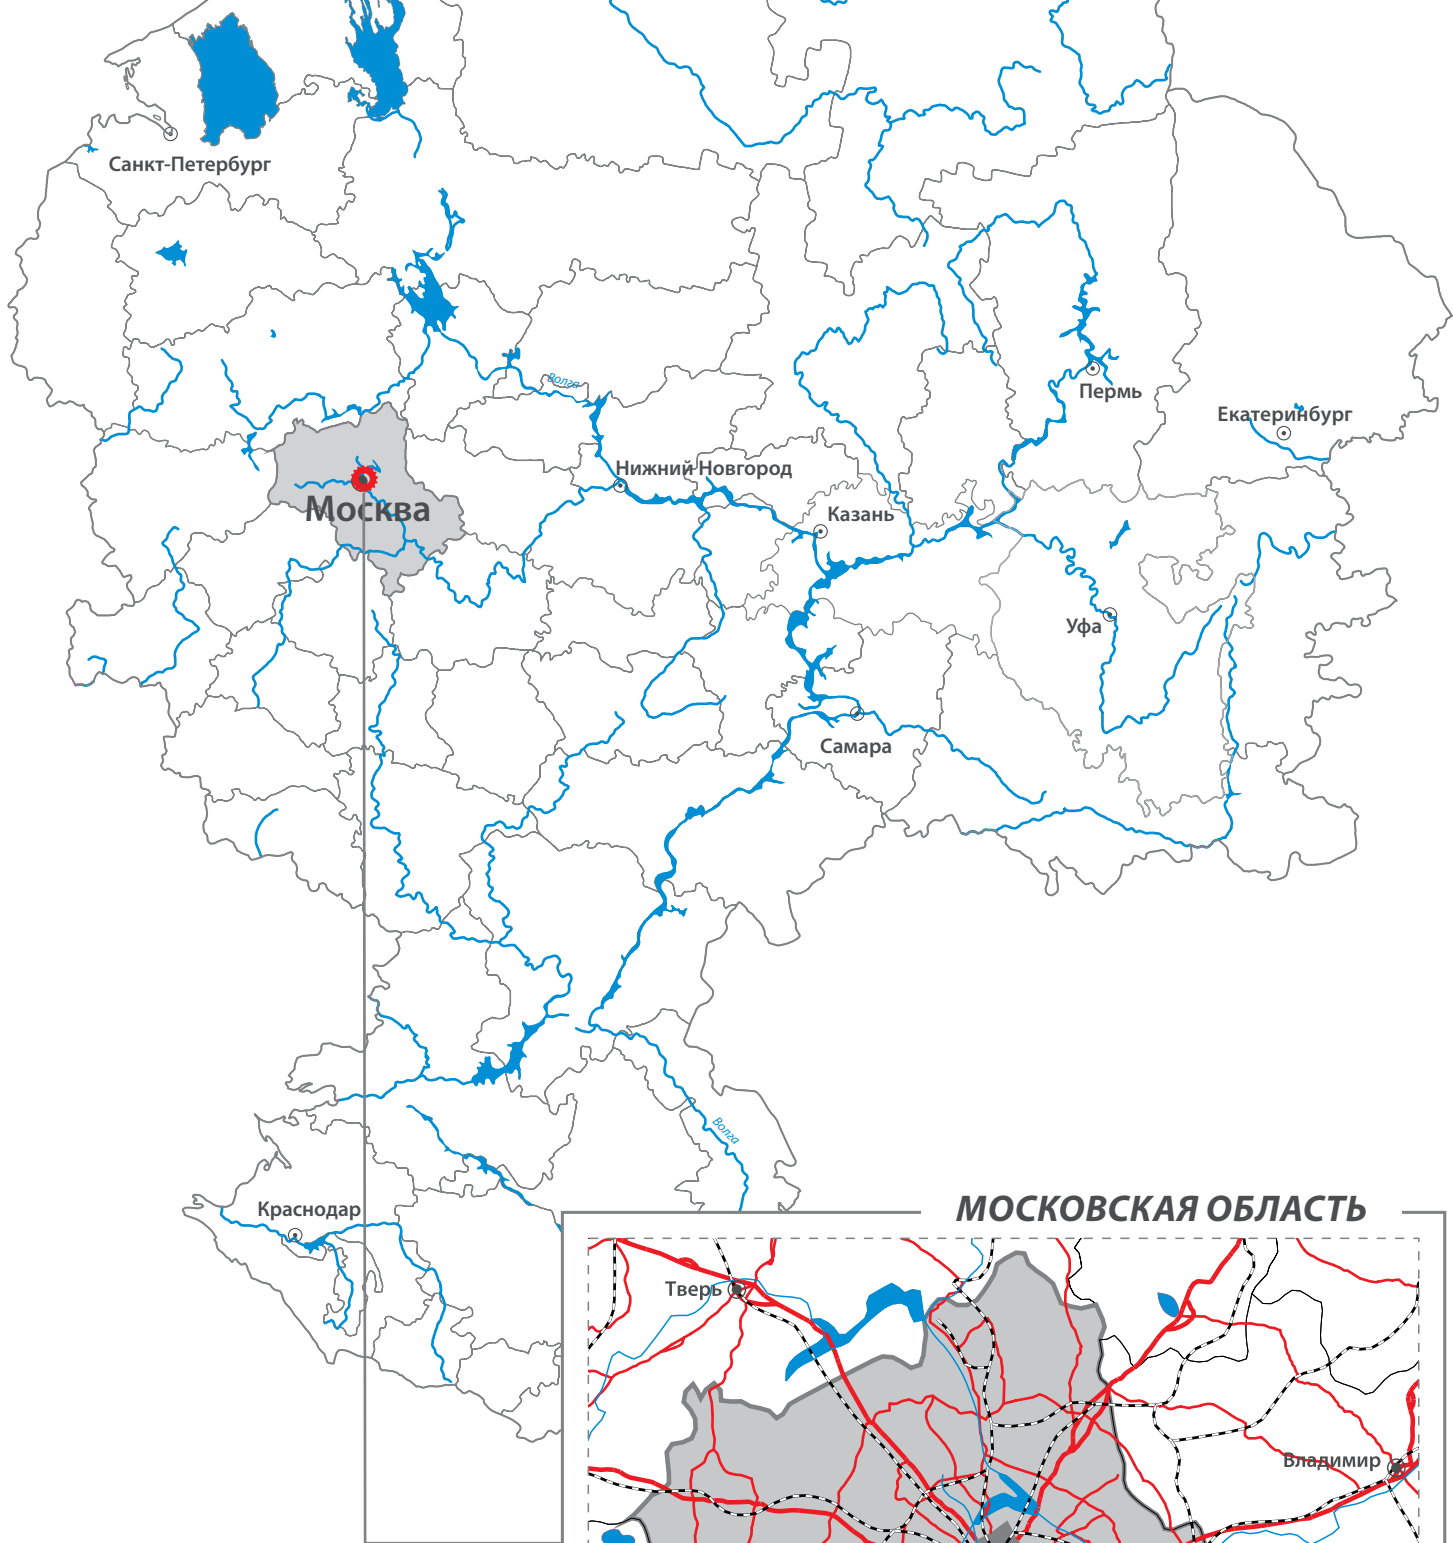 Санкт-Петербург
Волга
Пермь
Екатеринбург
Нижний Новгород
Москва
Казань
Уфа
Самара
Волга
Краснодар
МОСКОВСКАЯ ОБЛАСТЬ
Тверь
Владимир